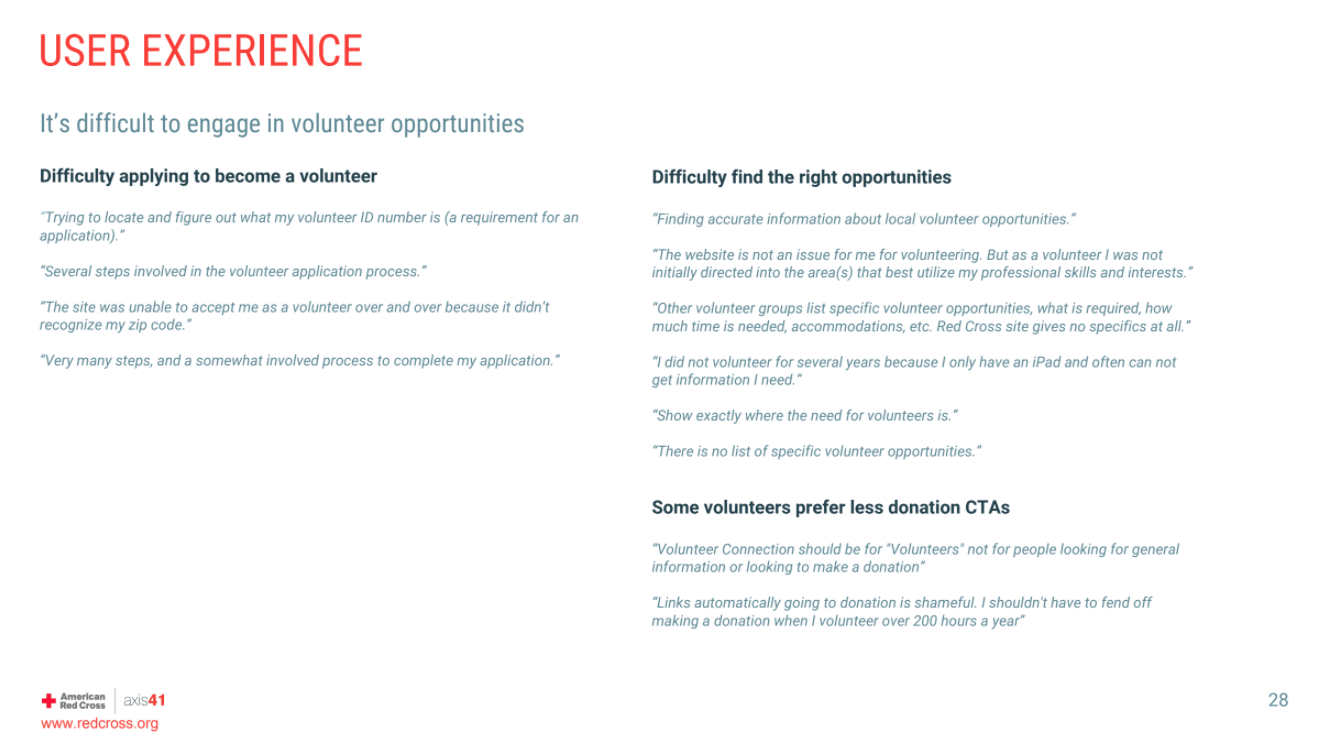 USER EXPERIENCE
It’s difficult to engage in volunteer opportunities
Difficulty applying to become a volunteer
"Trying to locate and figure out what my volunteer ID number is (a requirement for an
application).”
“Several steps involved in the volunteer application process.”
“The site was unable to accept me as a volunteer over and over because it didn’t
recognize my zip code.”
“Very many steps, and a somewhat involved process to complete my application.”
Difficulty find the right opportunities
“Finding accurate information about local volunteer opportunities.”
“The website is not an issue for me for volunteering. But as a volunteer I was not
initially directed into the area(s) that best utilize my professional skills and interests.”
“Other volunteer groups list specific volunteer opportunities, what is required, how
much time is needed, accommodations, etc. Red Cross site gives no specifics at all.”
“I did not volunteer for several years because I only have an iPad and often can not
get information I need.”
“Show exactly where the need for volunteers is.”
“There is no list of specific volunteer opportunities.”
Some volunteers prefer less donation CTAs
“Volunteer Connection should be for "Volunteers" not for people looking for general
information or looking to make a donation”
“Links automatically going to donation is shameful. I shouldn't have to fend off
making a donation when I volunteer over 200 hours a year”
American
Red Cross
axis41
www.redcross.org
28